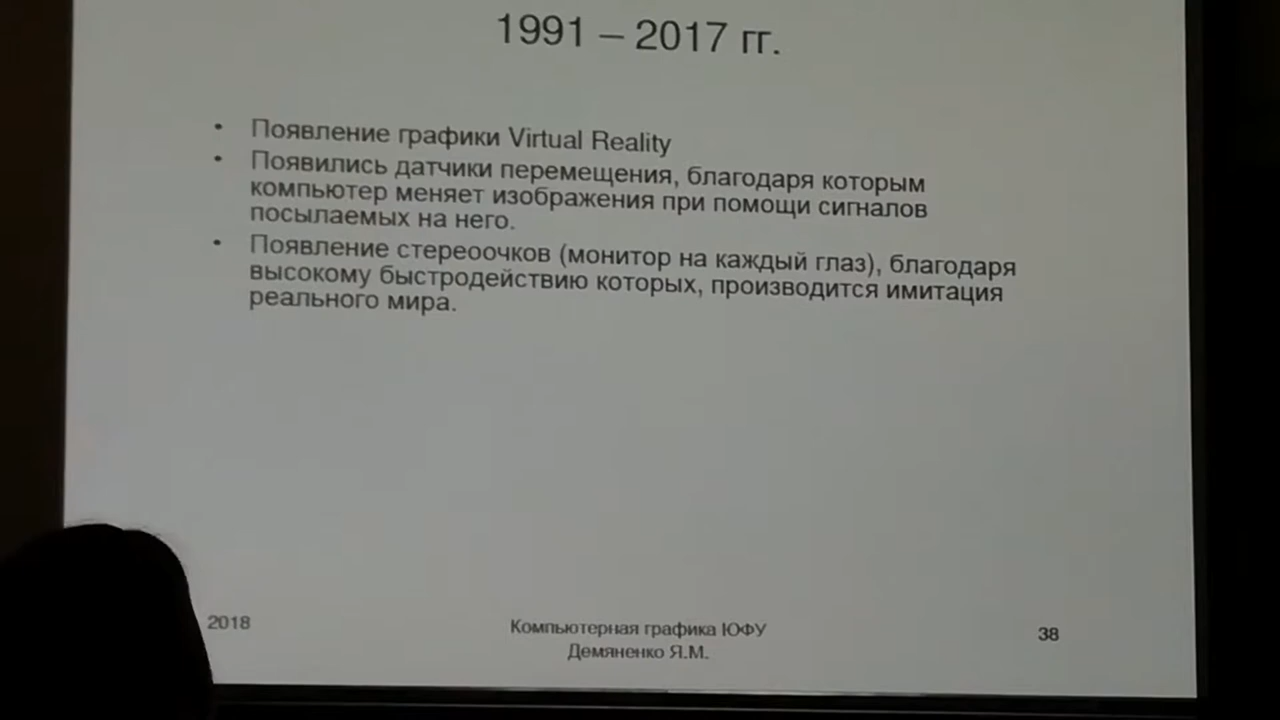 1991 – 2017 гг.
• Появление графики Virtual Reality
• Появились датчики перемещения, благодаря которым
компьютер меняет изображения при помощи сигналов
посылаемых на него.
• Появление стереоочков (монитор на каждый глаз), благодаря
высокому быстродействию которых, производится имитация
реального мира.
2018
Компьютерная графика ЮФУ
Демяненко Я.М.
38